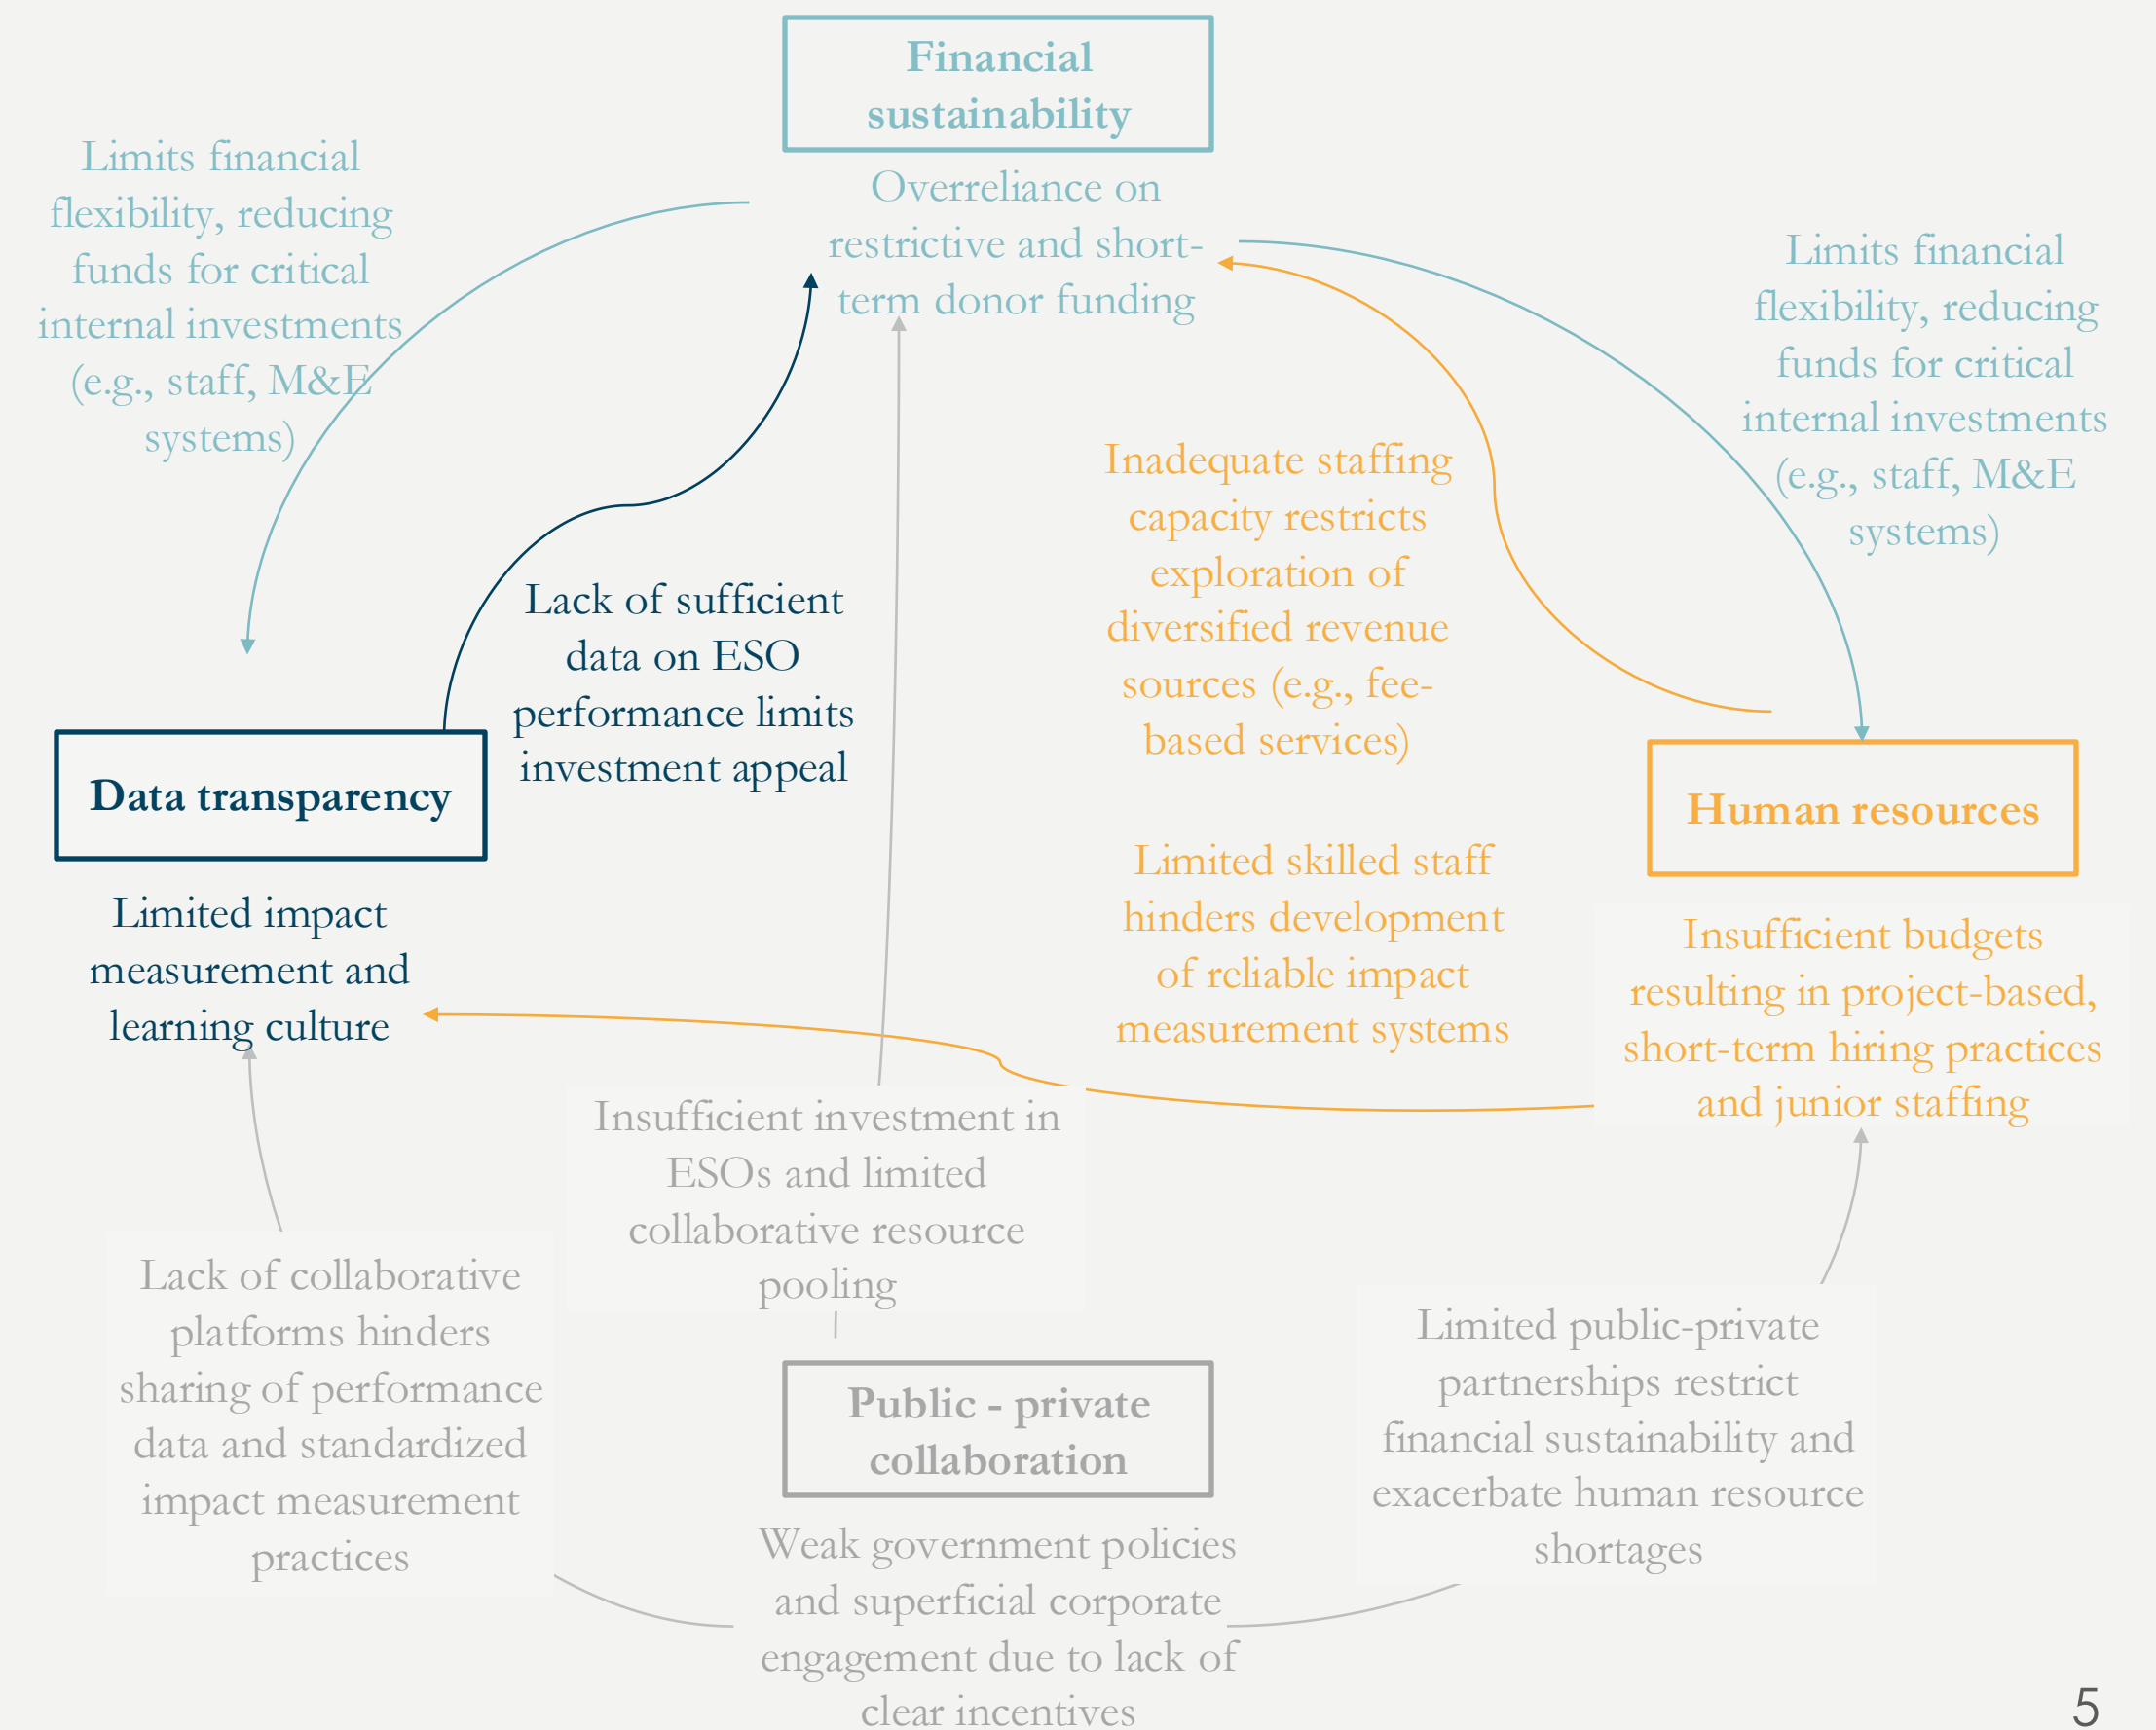 Financial
sustainability
Overreliance on
restrictive and short-
term donor funding
Limits financial
flexibility, reducing
funds for critical
internal investments
(e.g., staff, M&E
systems)
Limits financial
flexibility, reducing
funds for critical
internal investments
(e.g., staff, M&E
systems)
Inadequate staffing
capacity restricts
exploration of
diversified revenue
sources (e.g., fee-
based services)
Lack of sufficient
data on ESO
performance limits
investment appeal
Data transparency
Limited impact
measurement and
learning culture
Human resources
Limited skilled staff
hinders development
of reliable impact
measurement systems
Insufficient budgets
resulting in project-based,
short-term hiring practices
and junior staffing
Insufficient investment in
ESOs and limited
collaborative resource
pooling
Lack of collaborative
platforms hinders
sharing of performance
data and standardized
impact measurement
practices
Limited public-private
partnerships restrict
financial sustainability and
exacerbate human resource
shortages
Public - private
collaboration
Weak government policies
and superficial corporate
engagement due to lack of
clear incentives
5